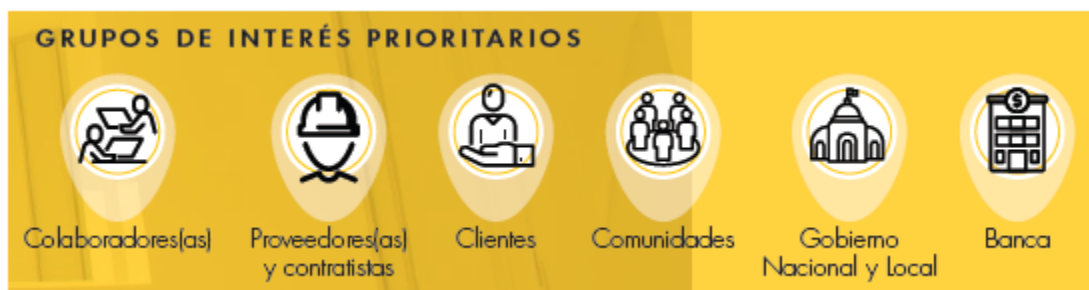 GRUPOS DE INTERÉS PRIORITARIOS
$
Colaboradores(as)
Proveedores(as)
y contratistas
Clientes
Comunidades
Gobierno
Nacional y Local
Banca